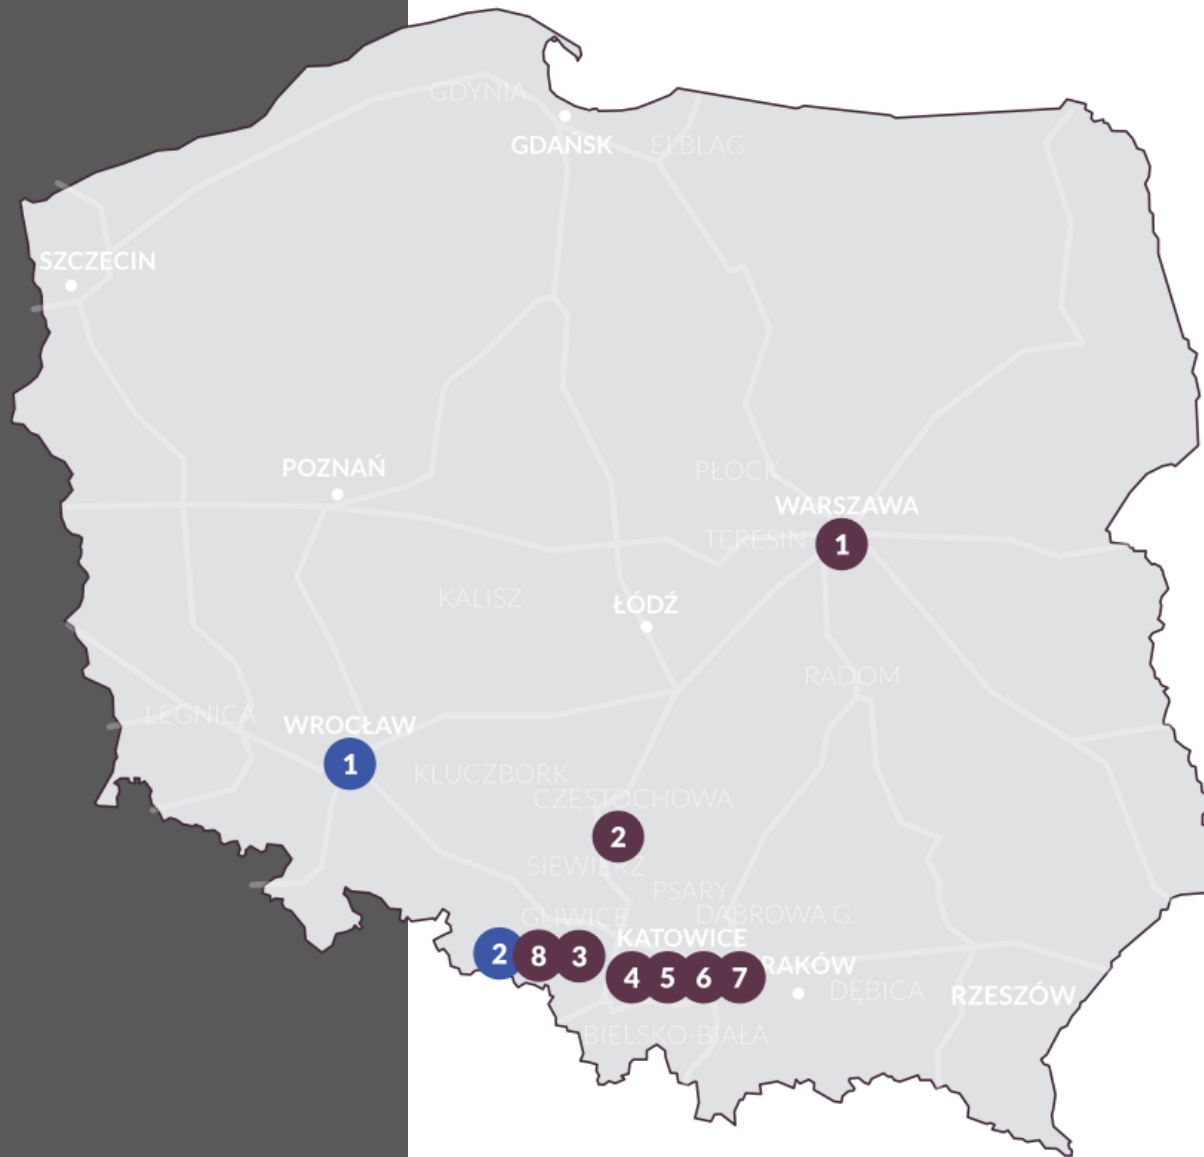 GDYNIA
GDAŃSK
ELBLĄG
SZCZECIN
POZNAŃ
PŁOCK
WARSZAWA
TERESIN
1
KALISZ
ŁÓDŹ
RADOM
LEGNICA
WROCŁAW
1
KLUCZBORK
CZĘSTOCHOWA
2
SIEWIERZ
PSARY
GLIWICE
DĄBROWA G.
KATOWICE
2
8
3
4
5
6
7
RAKÓW
DĘBICA
RZESZÓW
BIELSKO-BIAŁA